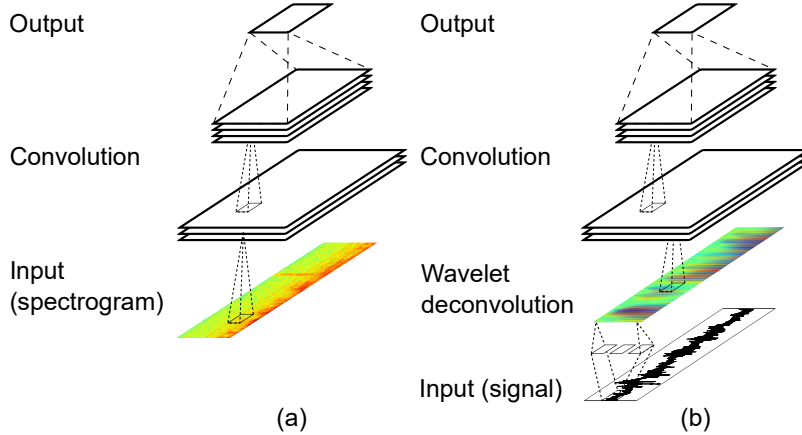 Output
Convolution
Input
(spectrogram)
(a)
Output
Convolution
Wavelet
deconvolution
Input (signal)
(b)